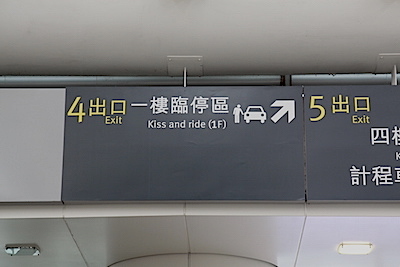 4出口 一樓臨停區
Exit
Kiss and ride (1F)
5出口
Exit
四
計程